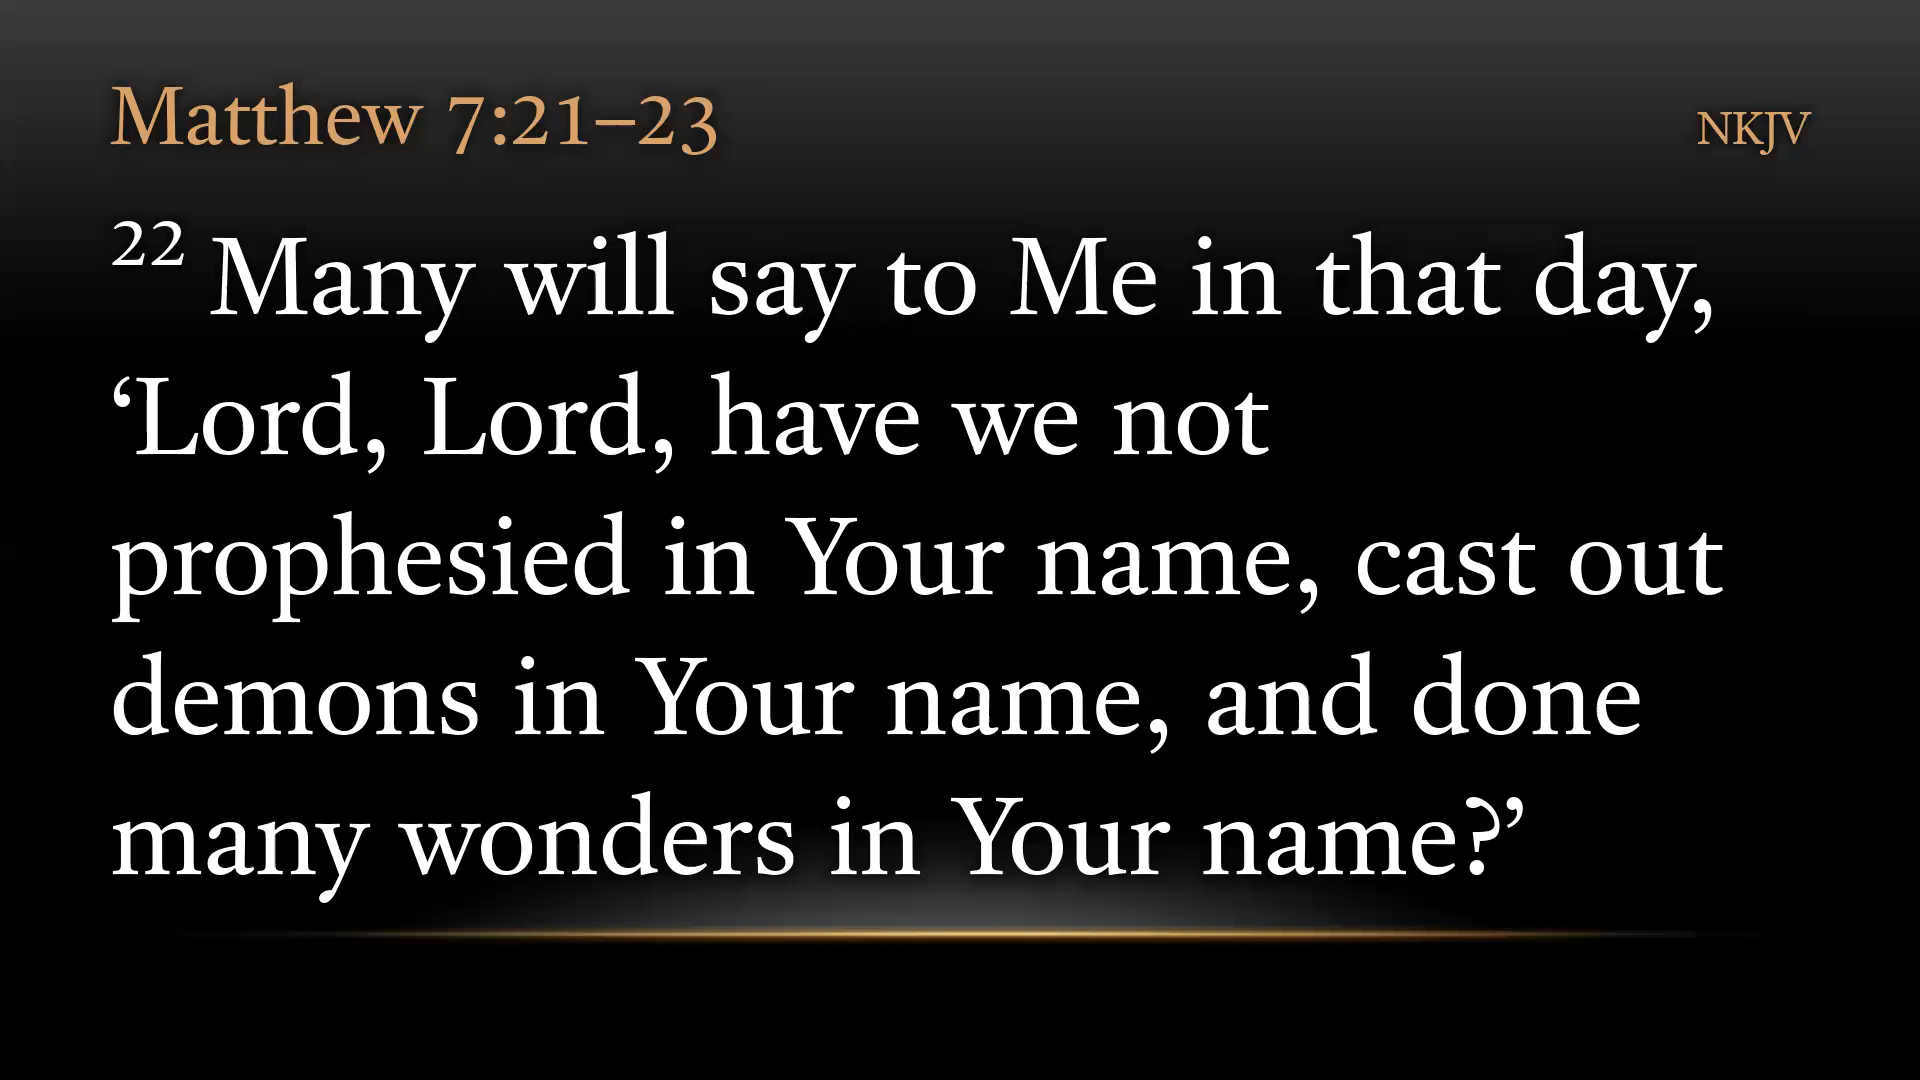 Matthew 7:21–23
NKJV
22 Many will say to Me in that day,
‘Lord, Lord, have we not
prophesied in Your name, cast out
demons in Your name, and done
many wonders in Your name?’